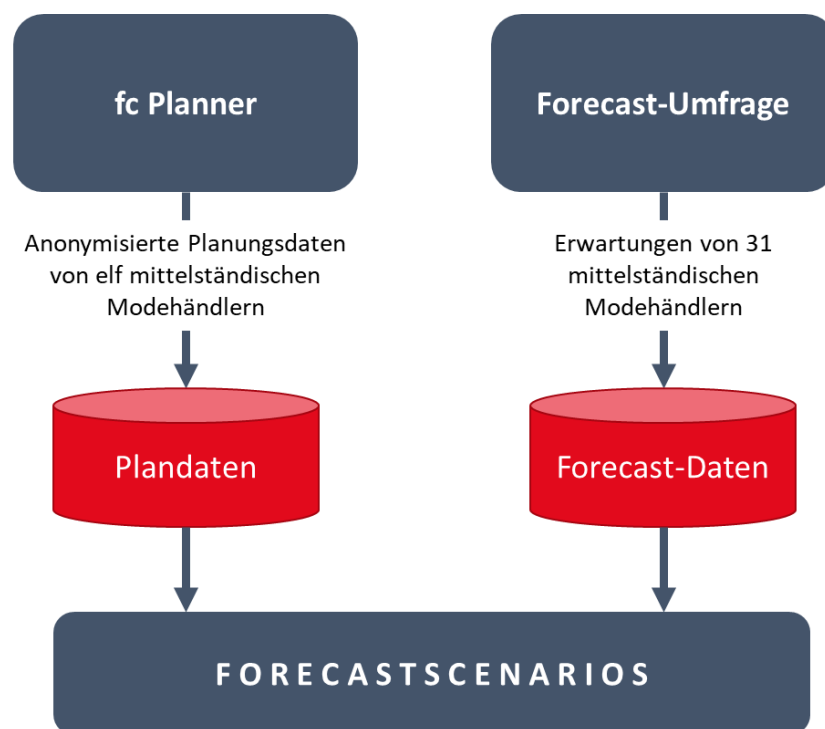 fc Planner
Forecast-Umfrage
Anonymisierte Planungsdaten
von elf mittelständischen
Modehändlern
Erwartungen von 31
mittelständischen
Modehändlern
Plandaten
Forecast-Daten
FORECASTSCENARIOS